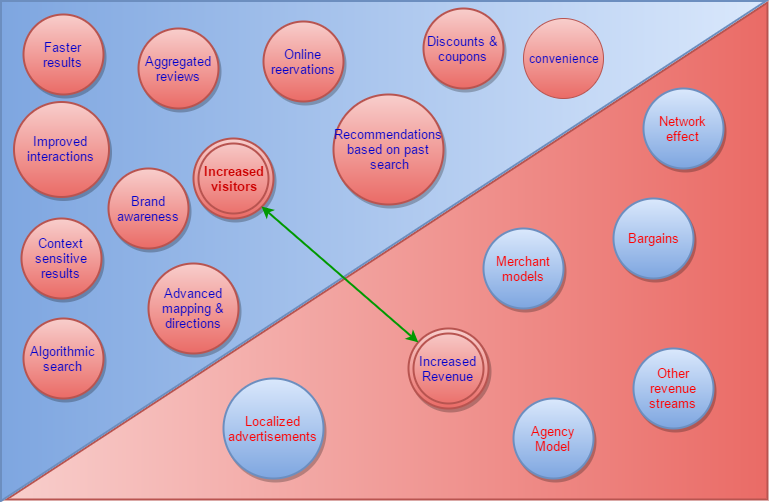 Faster
results
Aggregated
reviews
Online
reervations
Discounts &
coupons
convenience
Improved
interactions
Recommendations
based on past
search
Network
effect
Increased
visitors
Brand
awareness
Context
sensitive
results
Merchant
models
Bargains
Advanced
mapping &
directions
Algorithmic
search
Increased
Revenue
Other
revenue
streams
Localized
advertisements
Agency
Model